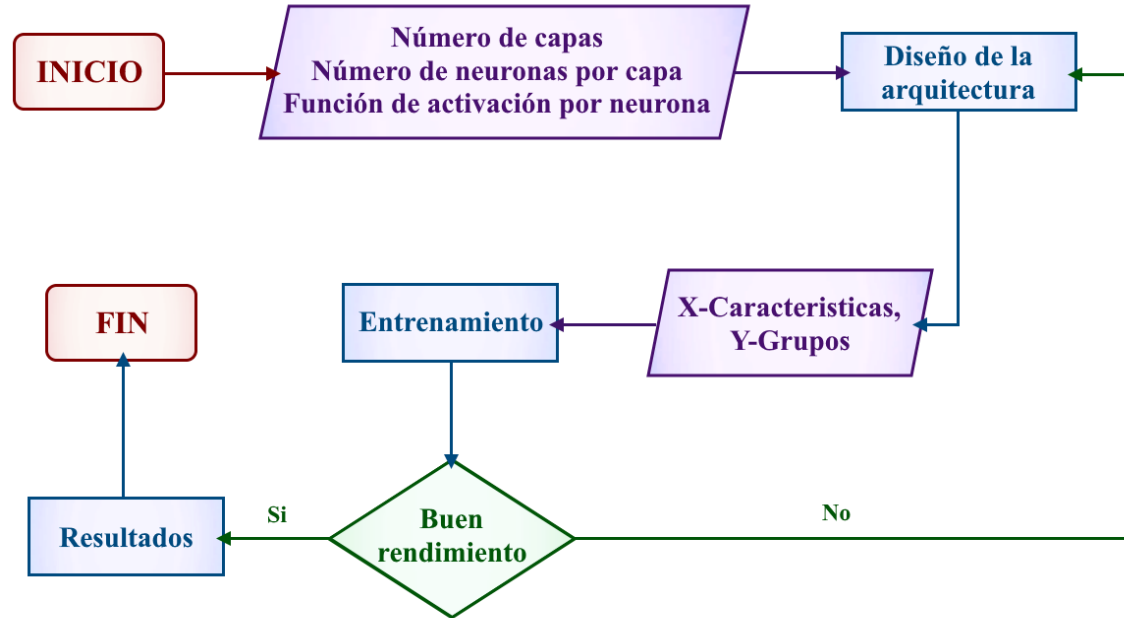 INICIO
Número de capas
Número de neuronas por capa
Función de activación por neurona
Diseño de la
arquitectura
X-Caracteristicas,
Y-Grupos
Entrenamiento
Buen
rendimiento
Si
No
Resultados
FIN